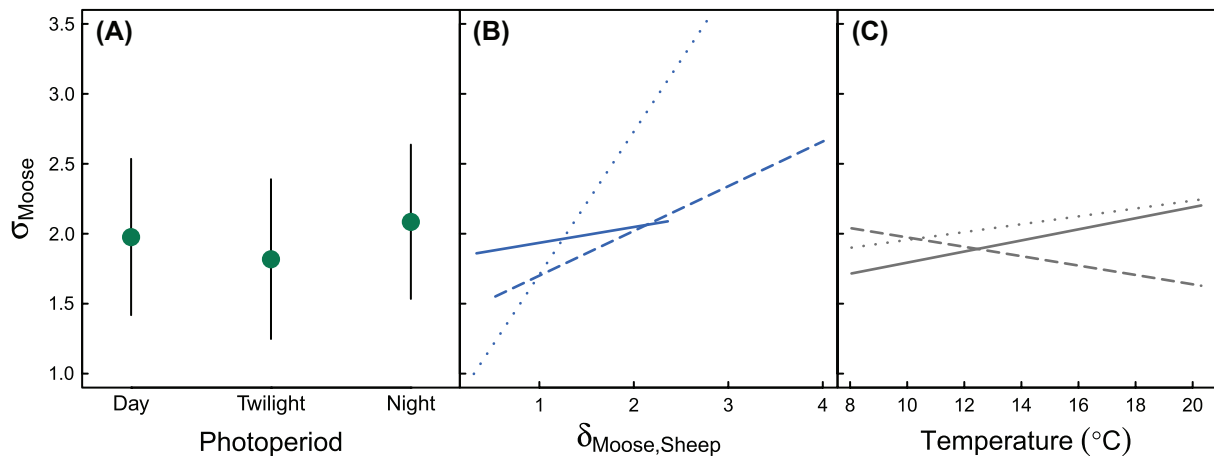 (A) (B) (C)
3.5
3.0
2.5
2.0
1.5
1.0
σMoose
Day Twilight Night 1 2 3 4 8 10 12 14 16 18 20
Photoperiod δMoose,Sheep Temperature (°C)